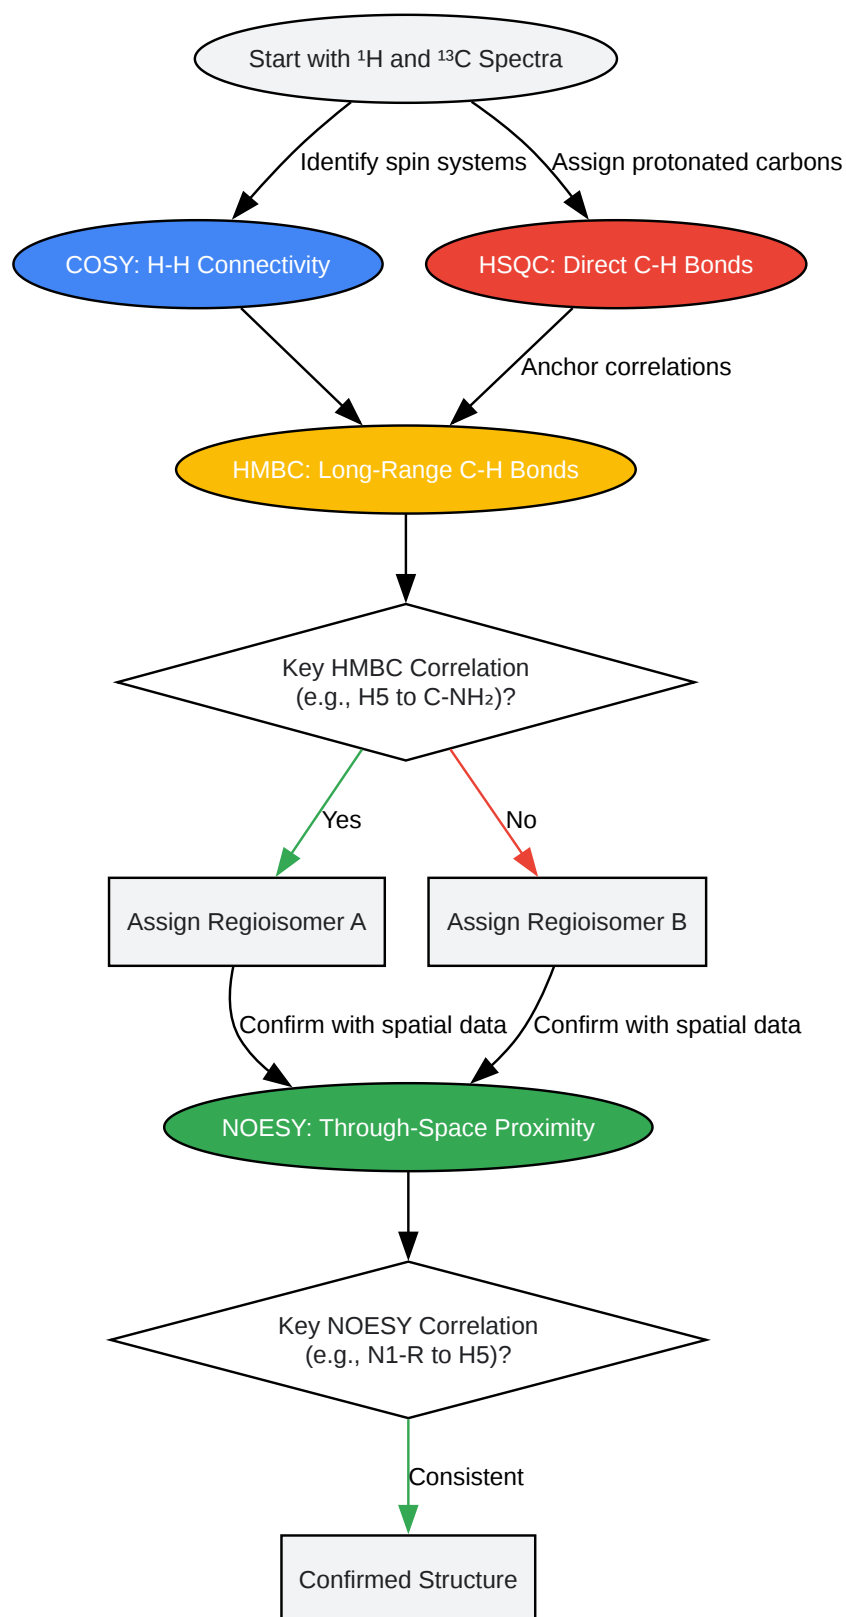 Start with ¹H and ¹³C Spectra
Identify spin systems
Assign protonated carbons
COSY: H-H Connectivity
HSQC: Direct C-H Bonds
Anchor correlations
HMBC: Long-Range C-H Bonds
Key HMBC Correlation
(e.g., H5 to C-NH₂)?
Yes
No
Assign Regioisomer A
Assign Regioisomer B
Confirm with spatial data
Confirm with spatial data
NOESY: Through-Space Proximity
Key NOESY Correlation
(e.g., N1-R to H5)?
Consistent
Confirmed Structure